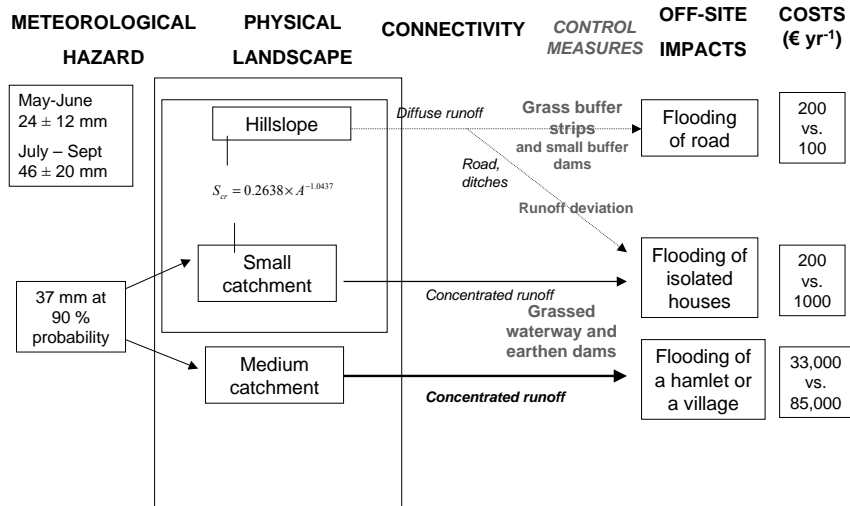 METEOROLOGICAL
HAZARD
PHYSICAL
LANDSCAPE
CONNECTIVITY
CONTROL
MEASURES
OFF-SITE
IMPACTS
COSTS
(€ yr-1)
May-June
24 ± 12 mm
July – Sept
46 ± 20 mm
Hillslope
Diffuse runoff
Grass buffer
strips
and small buffer
dams
Flooding
of road
200
vs.
100
Road,
ditches
S_cr = 0.2638 × A^-1.0437
Runoff deviation
37 mm at
90 %
probability
Small
catchment
Concentrated runoff
Flooding of
isolated
houses
200
vs.
1000
Grassed
waterway and
earthen dams
Medium
catchment
Concentrated runoff
Flooding of
a hamlet or
a village
33,000
vs.
85,000